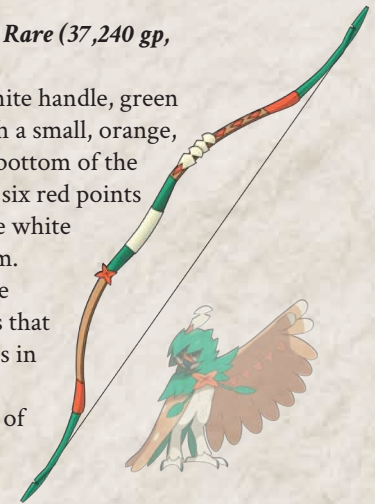 Rare (37,240 gp,
hite handle, green
n a small, orange,
bottom of the
six red points
e white
m.
e
s that
s in
of